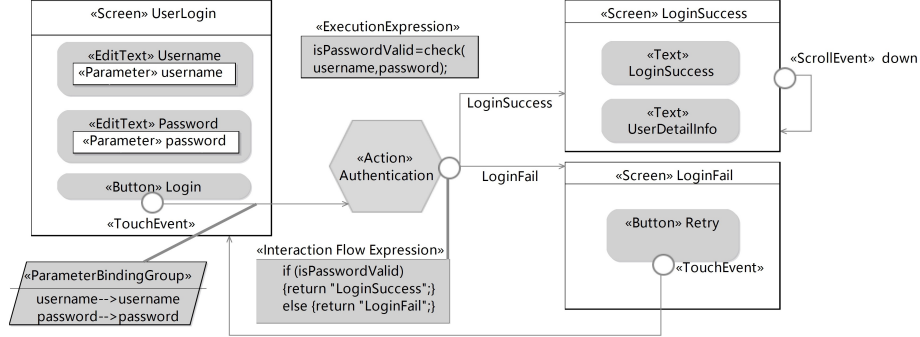 «Screen» UserLogin
«EditText» Username
«Parameter» username
«EditText» Password
«Parameter» password
«Button» Login
«TouchEvent»
«ParameterBindingGroup»
username-->username
password-->password
«ExecutionExpression»
isPasswordValid=check(
username,password);
«Action»
Authentication
«Interaction Flow Expression»
if (isPasswordValid)
{return "LoginSuccess";}
else {return "LoginFail";}
LoginSuccess
LoginFail
«Screen» LoginSuccess
«Text»
LoginSuccess
«Text»
UserDetailInfo
«ScrollEvent» down
«Screen» LoginFail
«Button» Retry
«TouchEvent»